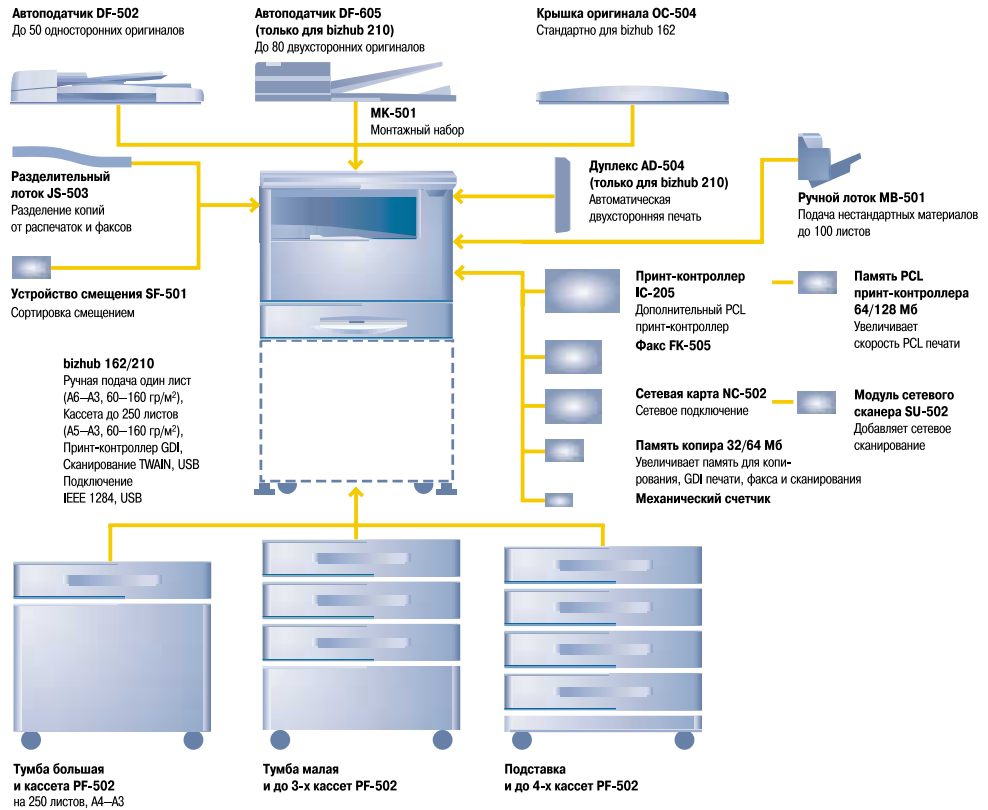 Автоподатчик DF-502
До 50 односторонних оригиналов
Автоподатчик DF-605
(только для bizhub 210)
До 80 двухсторонних оригиналов
Крышка оригинала OC-504
Стандартно для bizhub 162
MK-501
Монтажный набор
Разделительный
лоток JS-503
Разделение копий
от распечаток и факсов
Дуплекс AD-504
(только для bizhub 210)
Автоматическая
двухсторонняя печать
Ручной лоток MB-501
Подача нестандартных материалов
до 100 листов
Устройство смещения SF-501
Сортировка смещением
Принт-контроллер
IC-205
Дополнительный PCL
принт-контроллер
Память PCL
принт-контроллера
64/128 Мб
Увеличивает
скорость PCL печати
Факс FK-505
bizhub 162/210
Ручная подача один лист
(A6–A3, 60–160 гр/м²),
Кассета до 250 листов
(A5–A3, 60–160 гр/м²),
Принт-контроллер GDI,
Сканирование TWAIN, USB
Подключение
IEEE 1284, USB
Сетевая карта NC-502
Сетевое подключение
Модуль сетевого
сканера SU-502
Добавляет сетевое
сканирование
Память копира 32/64 Мб
Увеличивает память для копи-
рования, GDI печати, факса и сканирования
Механический счетчик
Тумба большая
и кассета PF-502
на 250 листов, A4–A3
Тумба малая
и до 3-х кассет PF-502
Подставка
и до 4-х кассет PF-502